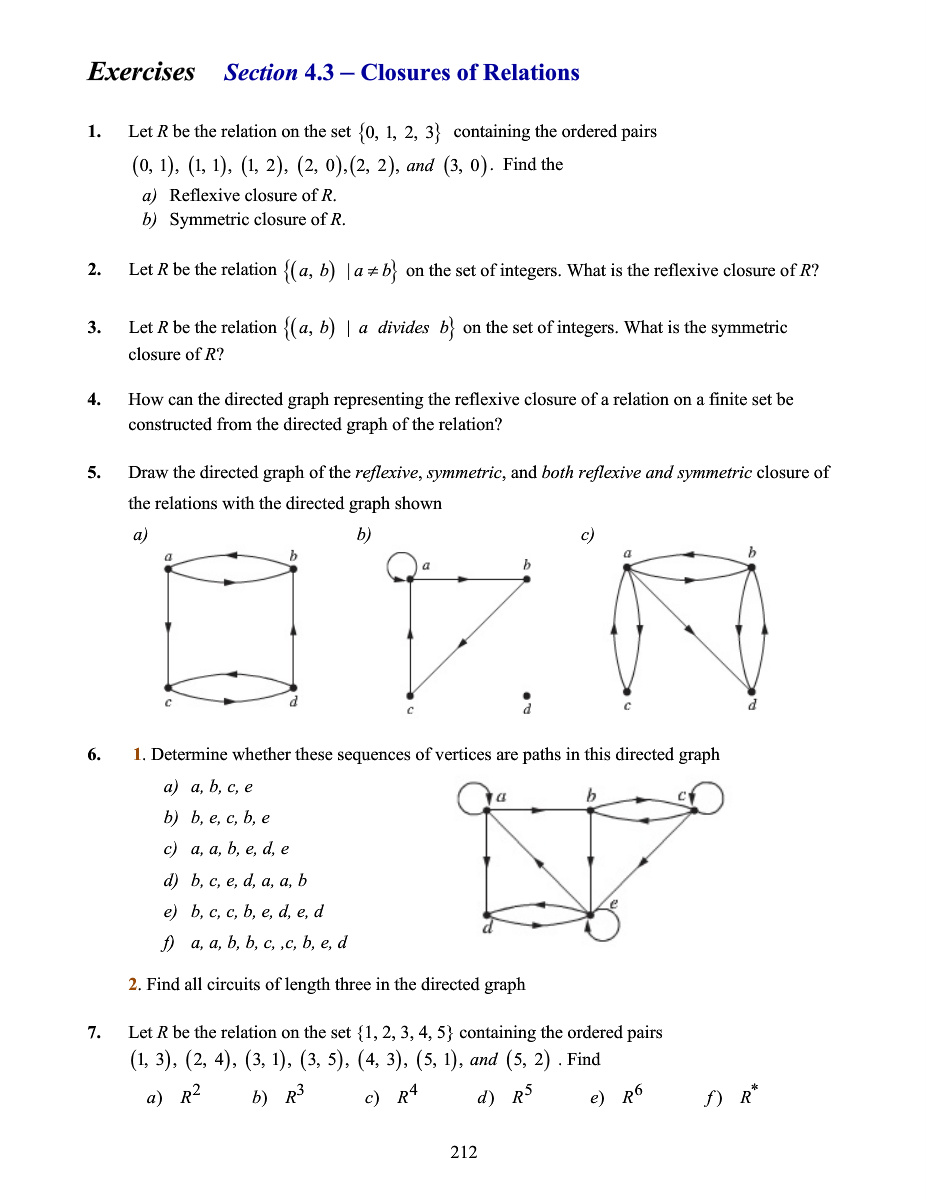 Exercises Section 4.3 – Closures of Relations
1. Let R be the relation on the set {0, 1, 2, 3} containing the ordered pairs
(0, 1), (1, 1), (1, 2), (2, 0),(2, 2), and (3, 0). Find the
a) Reflexive closure of R.
b) Symmetric closure of R.
2. Let R be the relation {(a, b) | a ≠ b} on the set of integers. What is the reflexive closure of R?
3. Let R be the relation {(a, b) | a divides b} on the set of integers. What is the symmetric
closure of R?
4. How can the directed graph representing the reflexive closure of a relation on a finite set be
constructed from the directed graph of the relation?
5. Draw the directed graph of the reflexive, symmetric, and both reflexive and symmetric closure of
the relations with the directed graph shown
a) b) c)
a b a b a b
c d c d c d
6. 1. Determine whether these sequences of vertices are paths in this directed graph
a) a, b, c, e
b) b, e, c, b, e
c) a, a, b, e, d, e
d) b, c, e, d, a, a, b
e) b, c, c, b, e, d, e, d
f) a, a, b, b, c, ,c, b, e, d
a b c
d e
2. Find all circuits of length three in the directed graph
7. Let R be the relation on the set {1, 2, 3, 4, 5} containing the ordered pairs
(1, 3), (2, 4), (3, 1), (3, 5), (4, 3), (5, 1), and (5, 2) . Find
a) R² b) R³ c) R⁴ d) R⁵ e) R⁶ f) R*
212